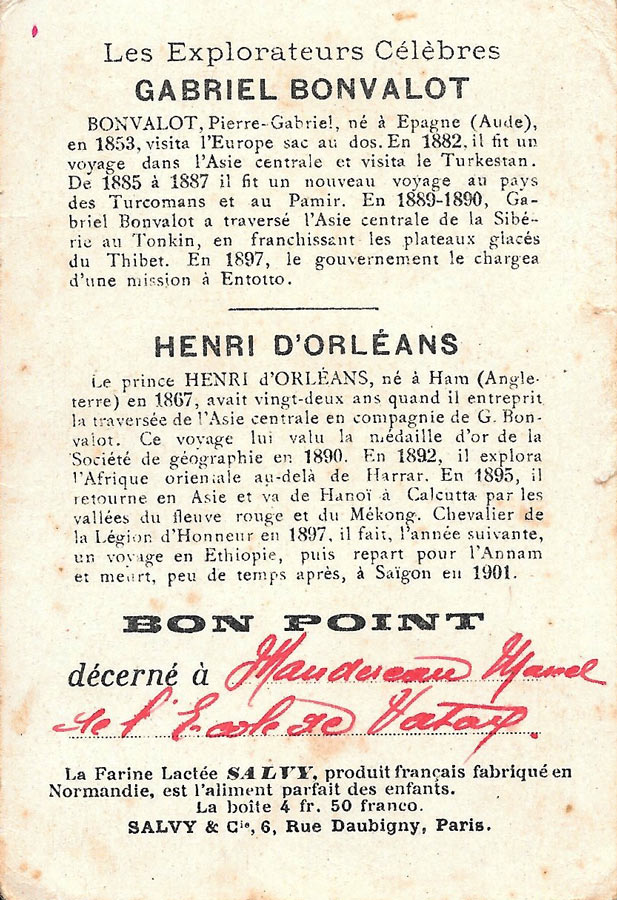 Les Explorateurs Célèbres
GABRIEL BONVALOT
BONVALOT, Pierre-Gabriel, né à Epagne (Aude),
en 1853, visita l'Europe sac au dos. En 1882, il fit un
voyage dans l'Asie centrale et visita le Turkestan.
De 1885 à 1887 il fit un nouveau voyage au pays
des Turcomans et au Pamir. En 1889-1890, Ga-
briel Bonvalot a traversé l'Asie centrale de la Sibé-
rie au Tonkin, en franchissant les plateaux glacés
du Thibet. En 1897, le gouvernement le chargea
d'une mission à Entotto.
HENRI D'ORLÉANS
Le prince HENRI d'ORLÉANS, né à Ham (Angle-
terre) en 1867, avait vingt-deux ans quand il entreprit
la traversée de l'Asie centrale en compagnie de G. Bon-
valot. Ce voyage lui valu la médaille d'or de la
Société de géographie en 1890. En 1892, il explora
l'Afrique orientale au-delà de Harrar. En 1895, il
retourne en Asie et va de Hanoï à Calcutta par les
vallées du fleuve rouge et du Mékong. Chevalier de
la Légion d'Honneur en 1897, il fait, l'année suivante,
un voyage en Ethiopie, puis repart pour l'Annam
et meurt, peu de temps après, à Saïgon en 1901.
BON POINT
décerné à
de l'Ecole de Vatan.
La Farine Lactée SALVY, produit français fabriqué en
Normandie, est l'aliment parfait des enfants.
La boîte 4 fr. 50 franco.
SALVY & Cie, 6, Rue Daubigny, Paris.